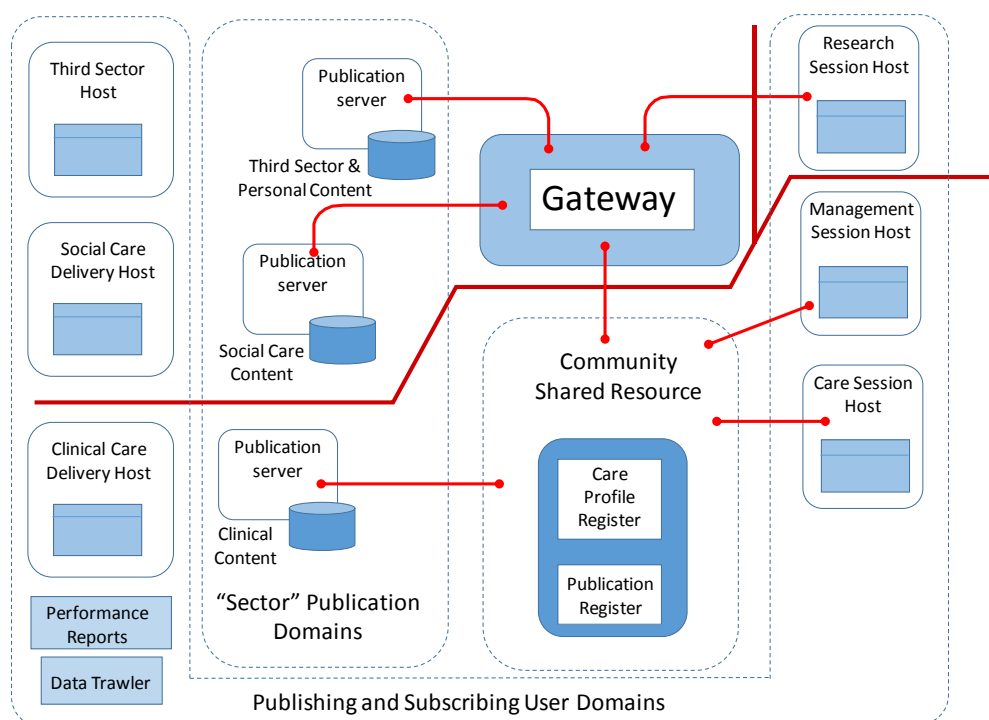 Third Sector
Host
Social Care
Delivery Host
Clinical Care
Delivery Host
Performance
Reports
Data Trawler
Publication
server
Third Sector &
Personal Content
Publication
server
Social Care
Content
Publication
server
Clinical
Content
“Sector” Publication
Domains
Gateway
Community
Shared Resource
Care
Profile
Register
Publication
Register
Research
Session Host
Management
Session Host
Care Session
Host
Publishing and Subscribing User Domains